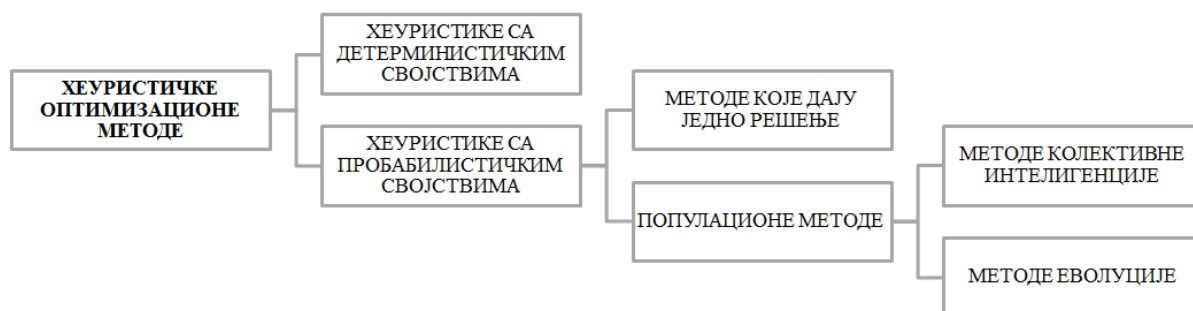 ХЕУРИСТИЧКЕ
ОПТИМИЗАЦИОНЕ
МЕТОДЕ
ХЕУРИСТИКЕ СА
ДЕТЕРМИНИСТИЧКИМ
СВОЈСТВИМА
ХЕУРИСТИКЕ СА
ПРОБАБИЛИСТИЧКИМ
СВОЈСТВИМА
МЕТОДЕ КОЈЕ ДАЈУ
ЈЕДНО РЕШЕЊЕ
ПОПУЛАЦИОНЕ МЕТОДЕ
МЕТОДЕ КОЛЕКТИВНЕ
ИНТЕЛИГЕНЦИЈЕ
МЕТОДЕ ЕВОЛУЦИЈЕ